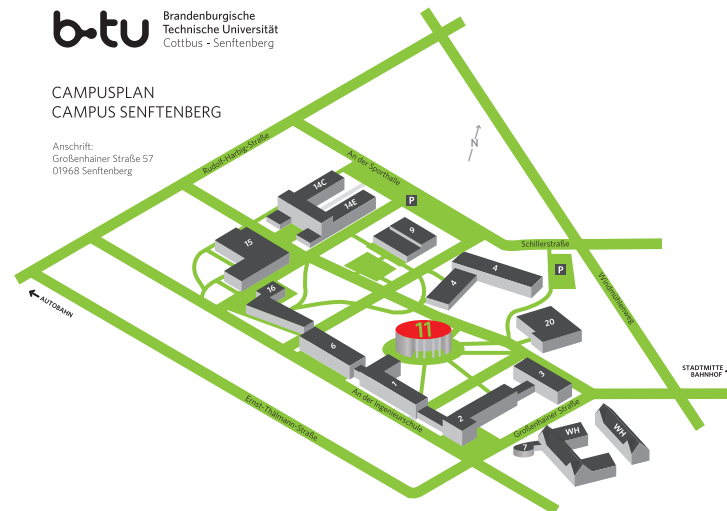 b-tu
Brandenburgische
Technische Universität
Cottbus - Senftenberg
CAMPUSPLAN
CAMPUS SENFTENBERG
Anschrift:
Großenhainer Straße 57
01968 Senftenberg
Rudolf-Harbig-Straße
An der Sporthalle
N
14C
14E
P
9
15
Schillerstraße
4
4
P
16
Windmühlenweg
AUTOBAHN
20
11
6
1
3
STADTMITTE
BAHNHOF
An der Ingenieurschule
2
Großenhainer Straße
Ernst-Thälmann-Straße
7
WH
WH